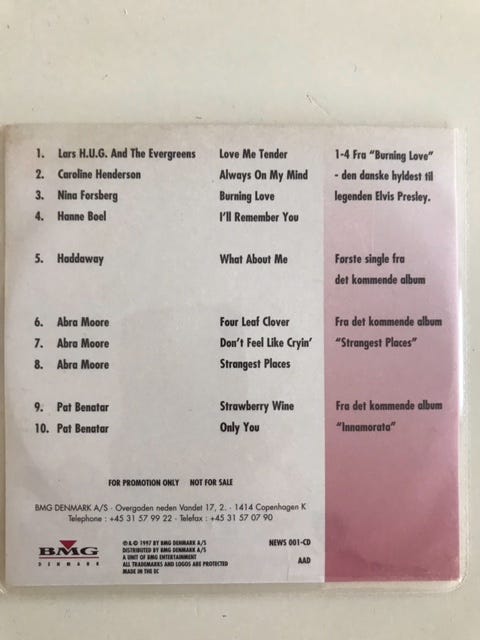 1. Lars H.U.G. And The Evergreens Love Me Tender 1-4 Fra "Burning Love"
2. Caroline Henderson Always On My Mind - den danske hyldest til
3. Nina Forsberg Burning Love legenden Elvis Presley.
4. Hanne Boel I'll Remember You
5. Haddaway What About Me Forste single fra
det kommende album
6. Abra Moore Four Leaf Clover Fra det kommende album
7. Abra Moore Don't Feel Like Cryin' "Strangest Places"
8. Abra Moore Strangest Places
9. Pat Benatar Strawberry Wine Fra det kommende album
10. Pat Benatar Only You "Innamorata"
FOR PROMOTION ONLY NOT FOR SALE
BMG DENMARK A/S · Overgaden neden Vandet 17, 2. · 1414 Copenhagen K
Telephone : +45 31 57 99 22 · Telefax : +45 31 57 07 90
BMG
DENMARK
℗ & © 1997 BY BMG DENMARK A/S
DISTRIBUTED BY BMG DENMARK A/S
A UNIT OF BMG ENTERTAINMENT
ALL TRADEMARKS AND LOGOS ARE PROTECTED
MADE IN THE EC
NEWS 001-CD
AAD